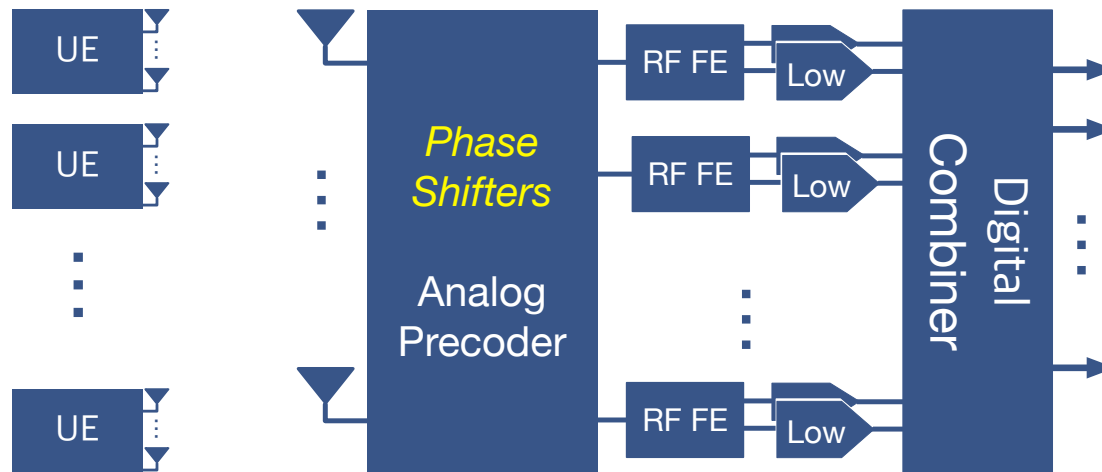 UE
UE
UE
Phase
Shifters
Analog
Precoder
RF FE
Low
RF FE
Low
RF FE
Low
Digital
Combiner